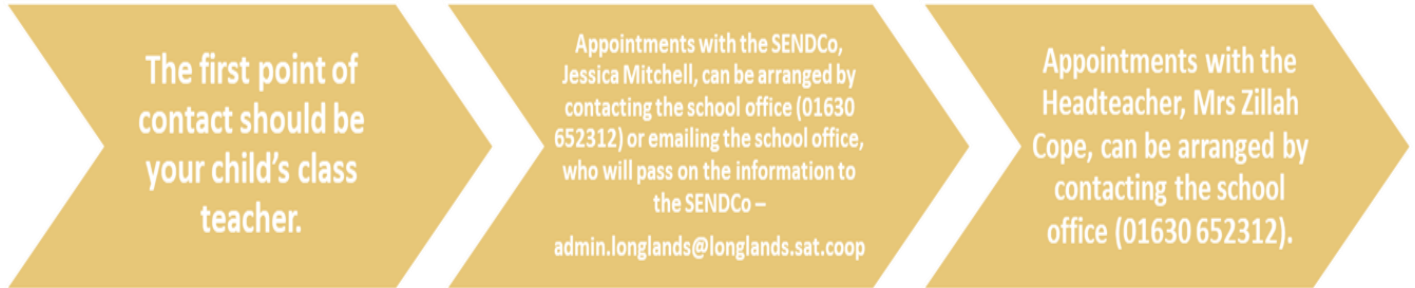 The first point of
contact should be
your child's class
teacher.
Appointments with the SENDCo,
Jessica Mitchell, can be arranged by
contacting the school office (01630
652312) or emailing the school office,
who will pass on the information to
the SENDCo –
admin.longlands@longlands.sat.coop
Appointments with the
Headteacher, Mrs Zillah
Cope, can be arranged by
contacting the school
office (01630 652312).